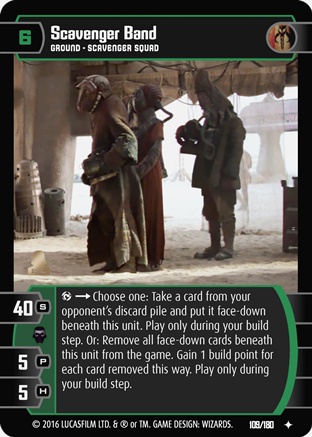 6
Scavenger Band
GROUND - SCAVENGER SQUAD
40 S
5 P
5 H
→ Choose one: Take a card from your
opponent's discard pile and put it face-down
beneath this unit. Play only during your build
step. Or: Remove all face-down cards beneath
this unit from the game. Gain 1 build point for
each card removed this way. Play only during
your build step.
© 2016 LUCASFILM LTD. & ® OR TM. GAME DESIGN: WIZARDS.
109/180